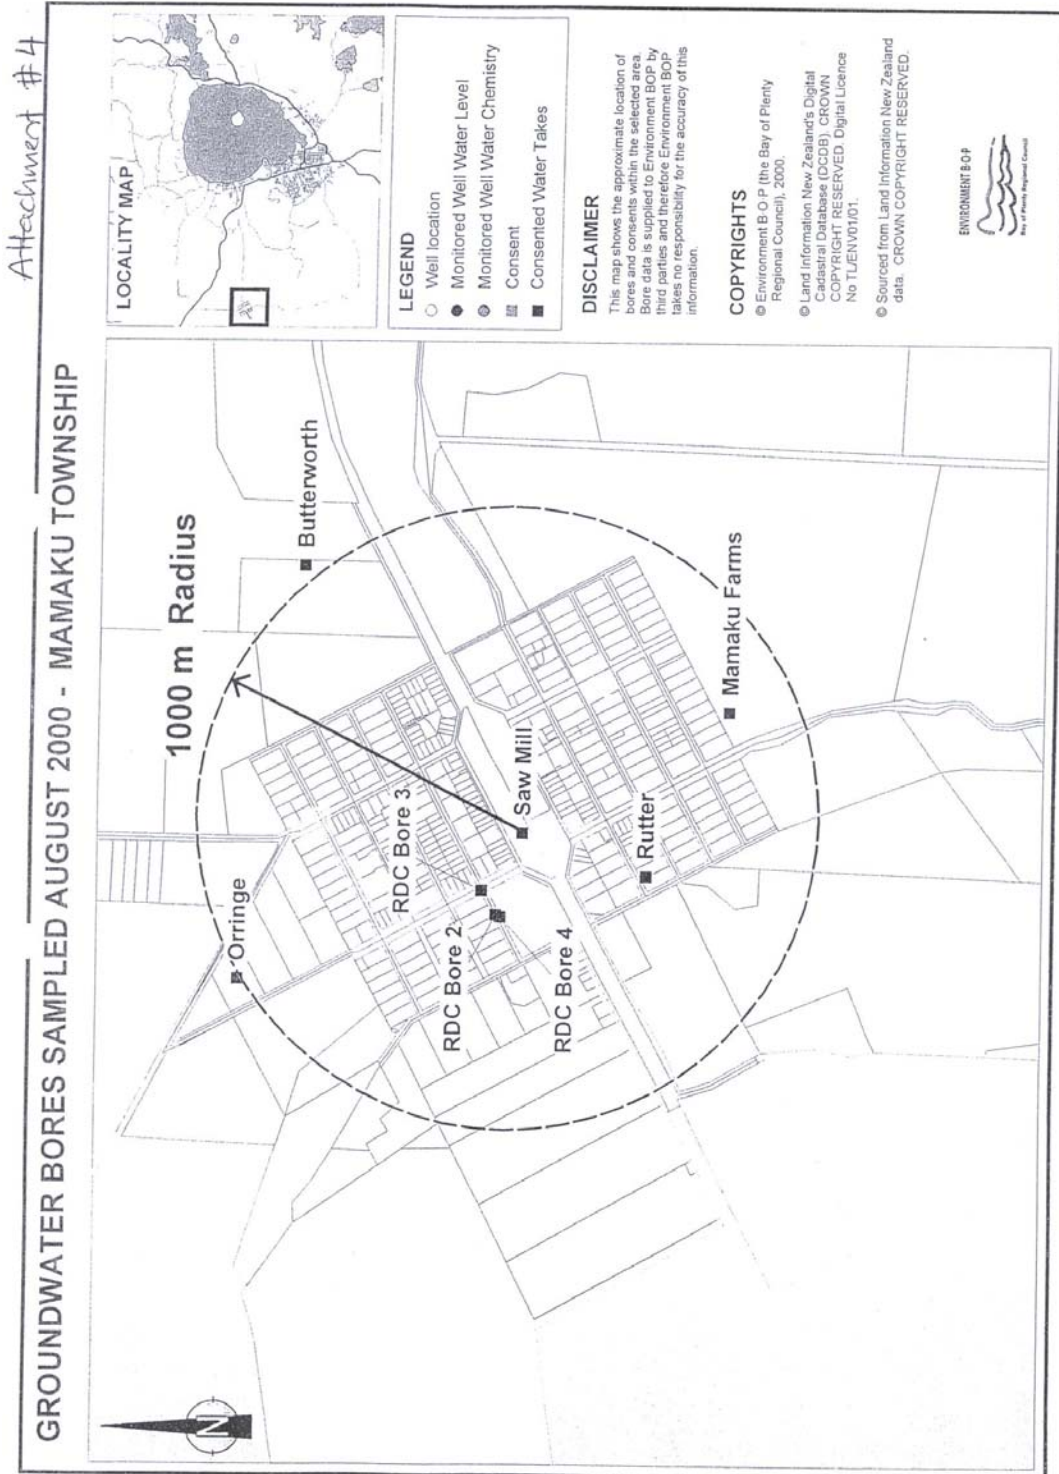 Attachment #4
GROUNDWATER BORES SAMPLED AUGUST 2000 - MAMAKU TOWNSHIP
LOCALITY MAP
LEGEND
Well location
Monitored Well Water Level
Monitored Well Water Chemistry
Consent
Consented Water Takes
DISCLAIMER
This map shows the approximate location of
bores and consents within the selected area.
Bore data is supplied to Environment BOP by
third parties and therefore Environment BOP
takes no responsibility for the accuracy of this
information.
COPYRIGHTS
© Environment B·O·P (the Bay of Plenty
Regional Council), 2000.
© Land Information New Zealand's Digital
Cadastral Database (DCDB). CROWN
COPYRIGHT RESERVED. Digital Licence
No TL/ENV01/01.
© Sourced from Land Information New Zealand
data. CROWN COPYRIGHT RESERVED.
ENVIRONMENT B·O·P
Bay of Plenty Regional Council
1000 m Radius
Orringe
Butterworth
RDC Bore 3
RDC Bore 2
Saw Mill
RDC Bore 4
Rutter
Mamaku Farms
N